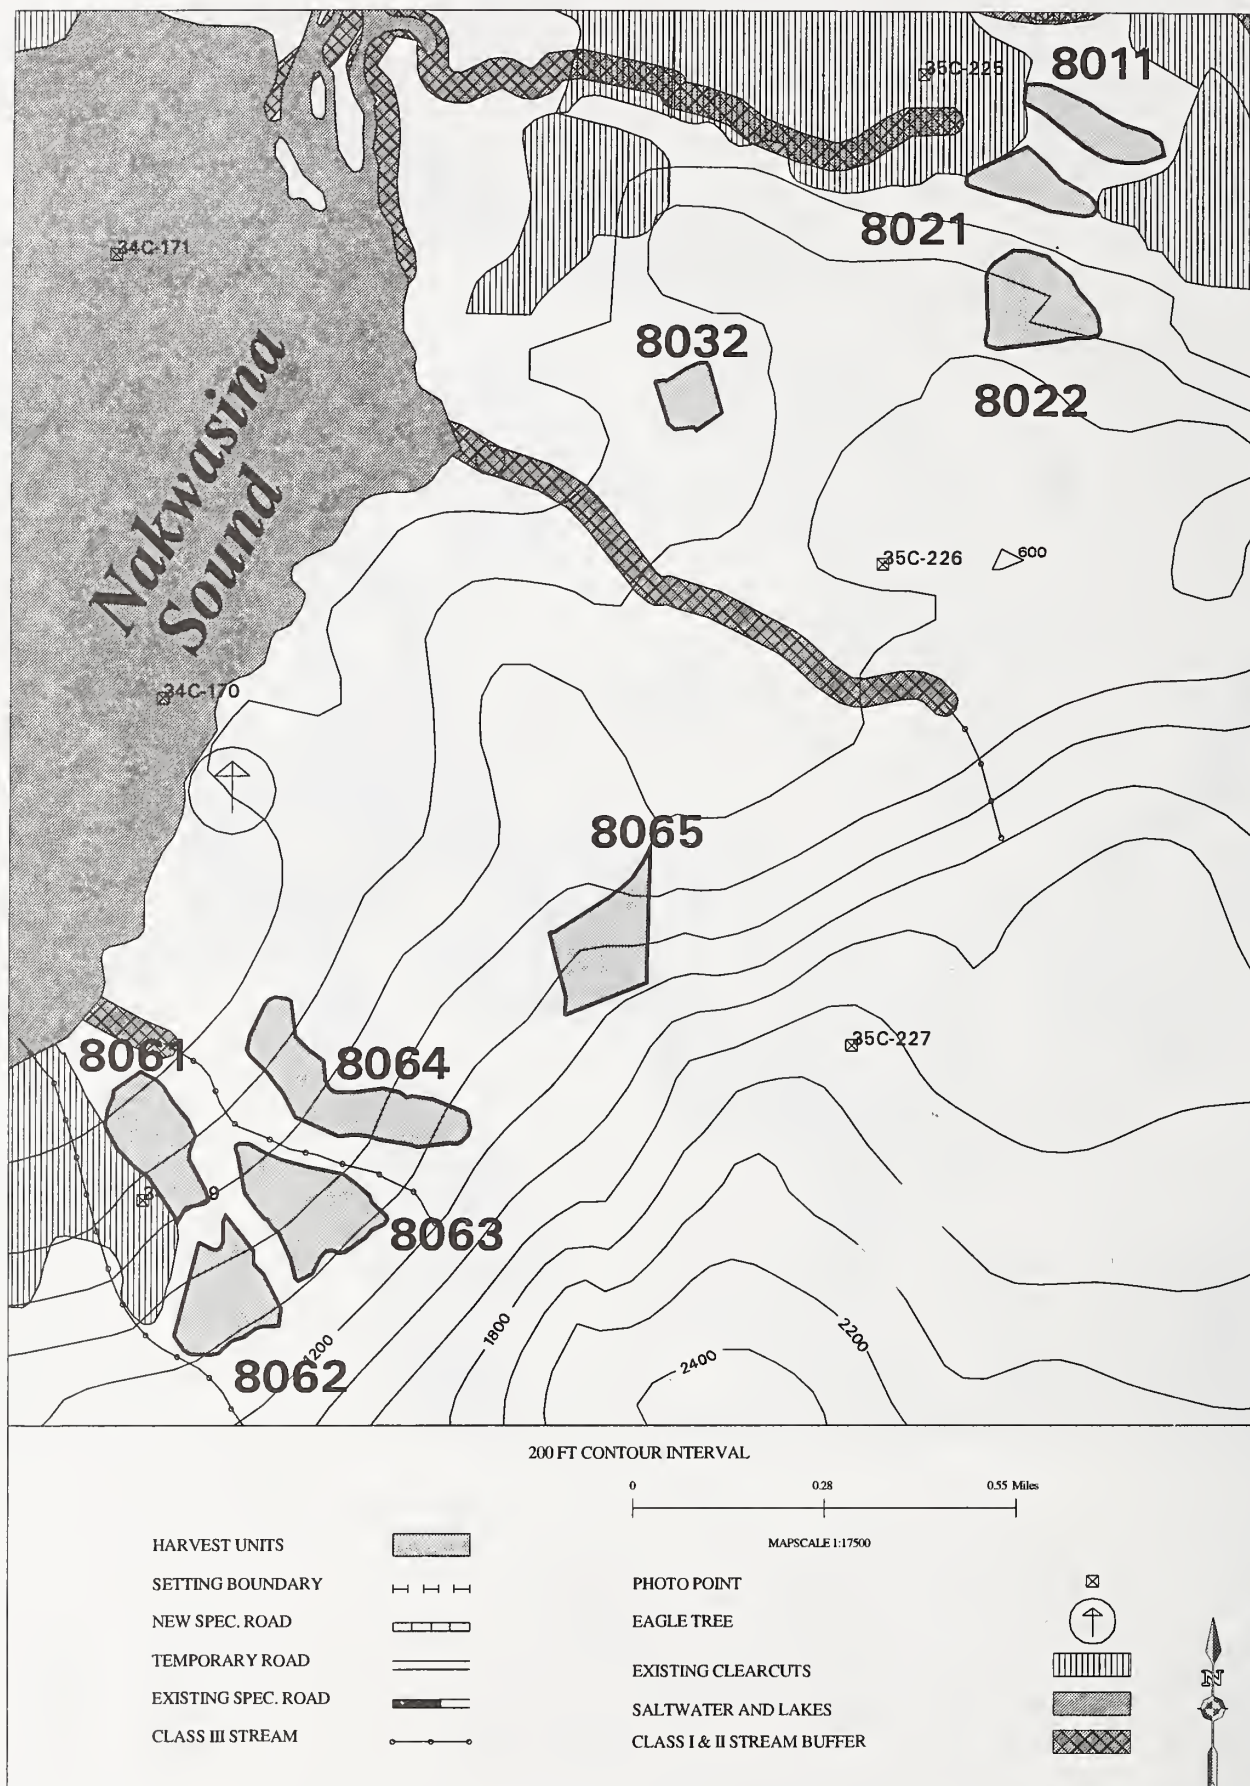 35C-225
8011
8021
34C-171
8032
8022
Nakwasina
Sound
35C-226
600
34C-170
8065
35C-227
8061
8064
8063
1800
2200
1200
2400
8062
200 FT CONTOUR INTERVAL
0 0.28 0.55 Miles
MAPSCALE 1:17500
HARVEST UNITS
SETTING BOUNDARY
NEW SPEC. ROAD
TEMPORARY ROAD
EXISTING SPEC. ROAD
CLASS III STREAM
PHOTO POINT
EAGLE TREE
EXISTING CLEARCUTS
SALTWATER AND LAKES
CLASS I & II STREAM BUFFER
N